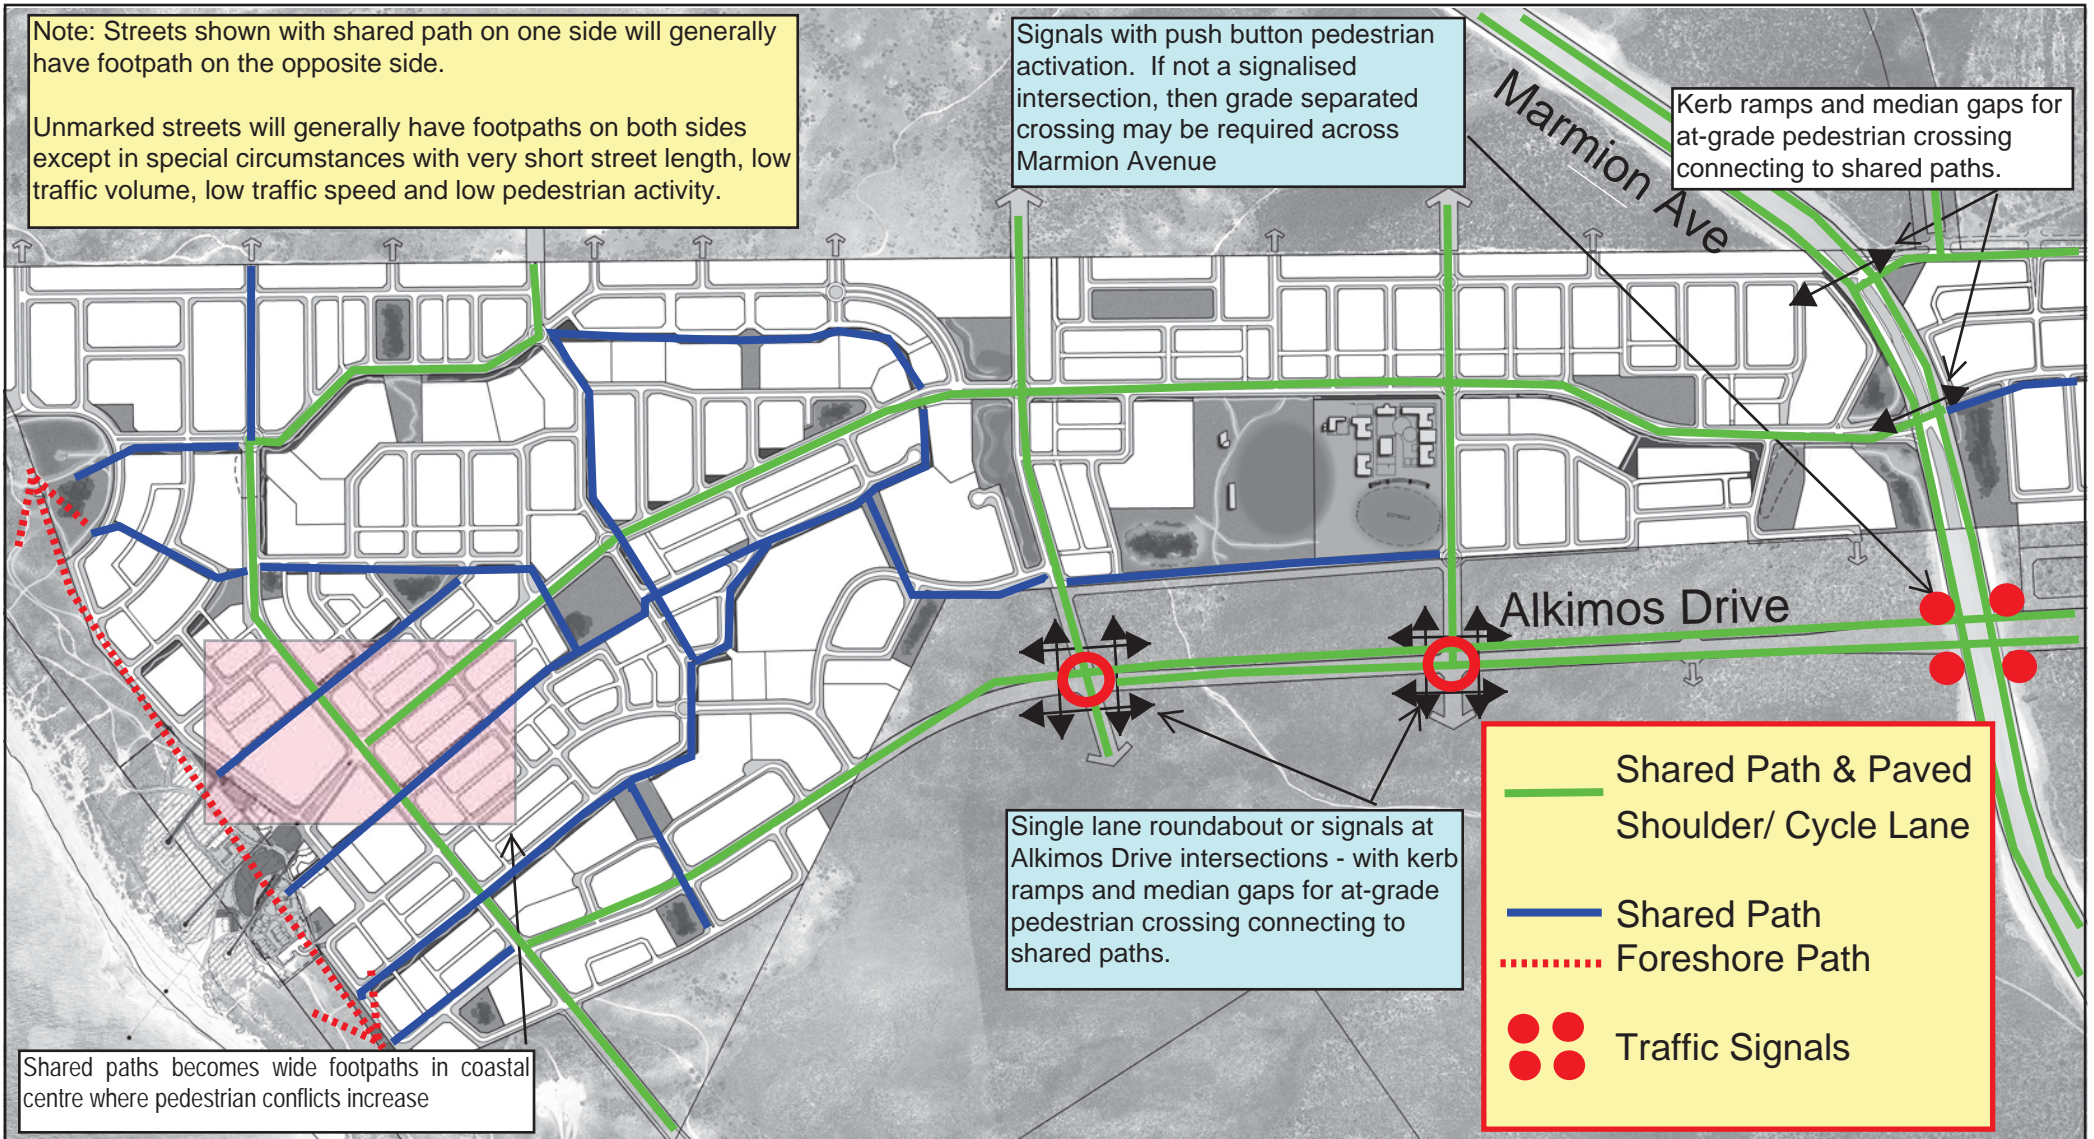 Note: Streets shown with shared path on one side will generally
have footpath on the opposite side.
Unmarked streets will generally have footpaths on both sides
except in special circumstances with very short street length, low
traffic volume, low traffic speed and low pedestrian activity.
Signals with push button pedestrian
activation.  If not a signalised
intersection, then grade separated
crossing may be required across
Marmion Avenue
Marmion Ave
Kerb ramps and median gaps for
at-grade pedestrian crossing
connecting to shared paths.
Alkimos Drive
Single lane roundabout or signals at
Alkimos Drive intersections - with kerb
ramps and median gaps for at-grade
pedestrian crossing connecting to
shared paths.
Shared Path & Paved
Shoulder/ Cycle Lane
Shared Path
Foreshore Path
Traffic Signals
Shared paths becomes wide footpaths in coastal
centre where pedestrian conflicts increase